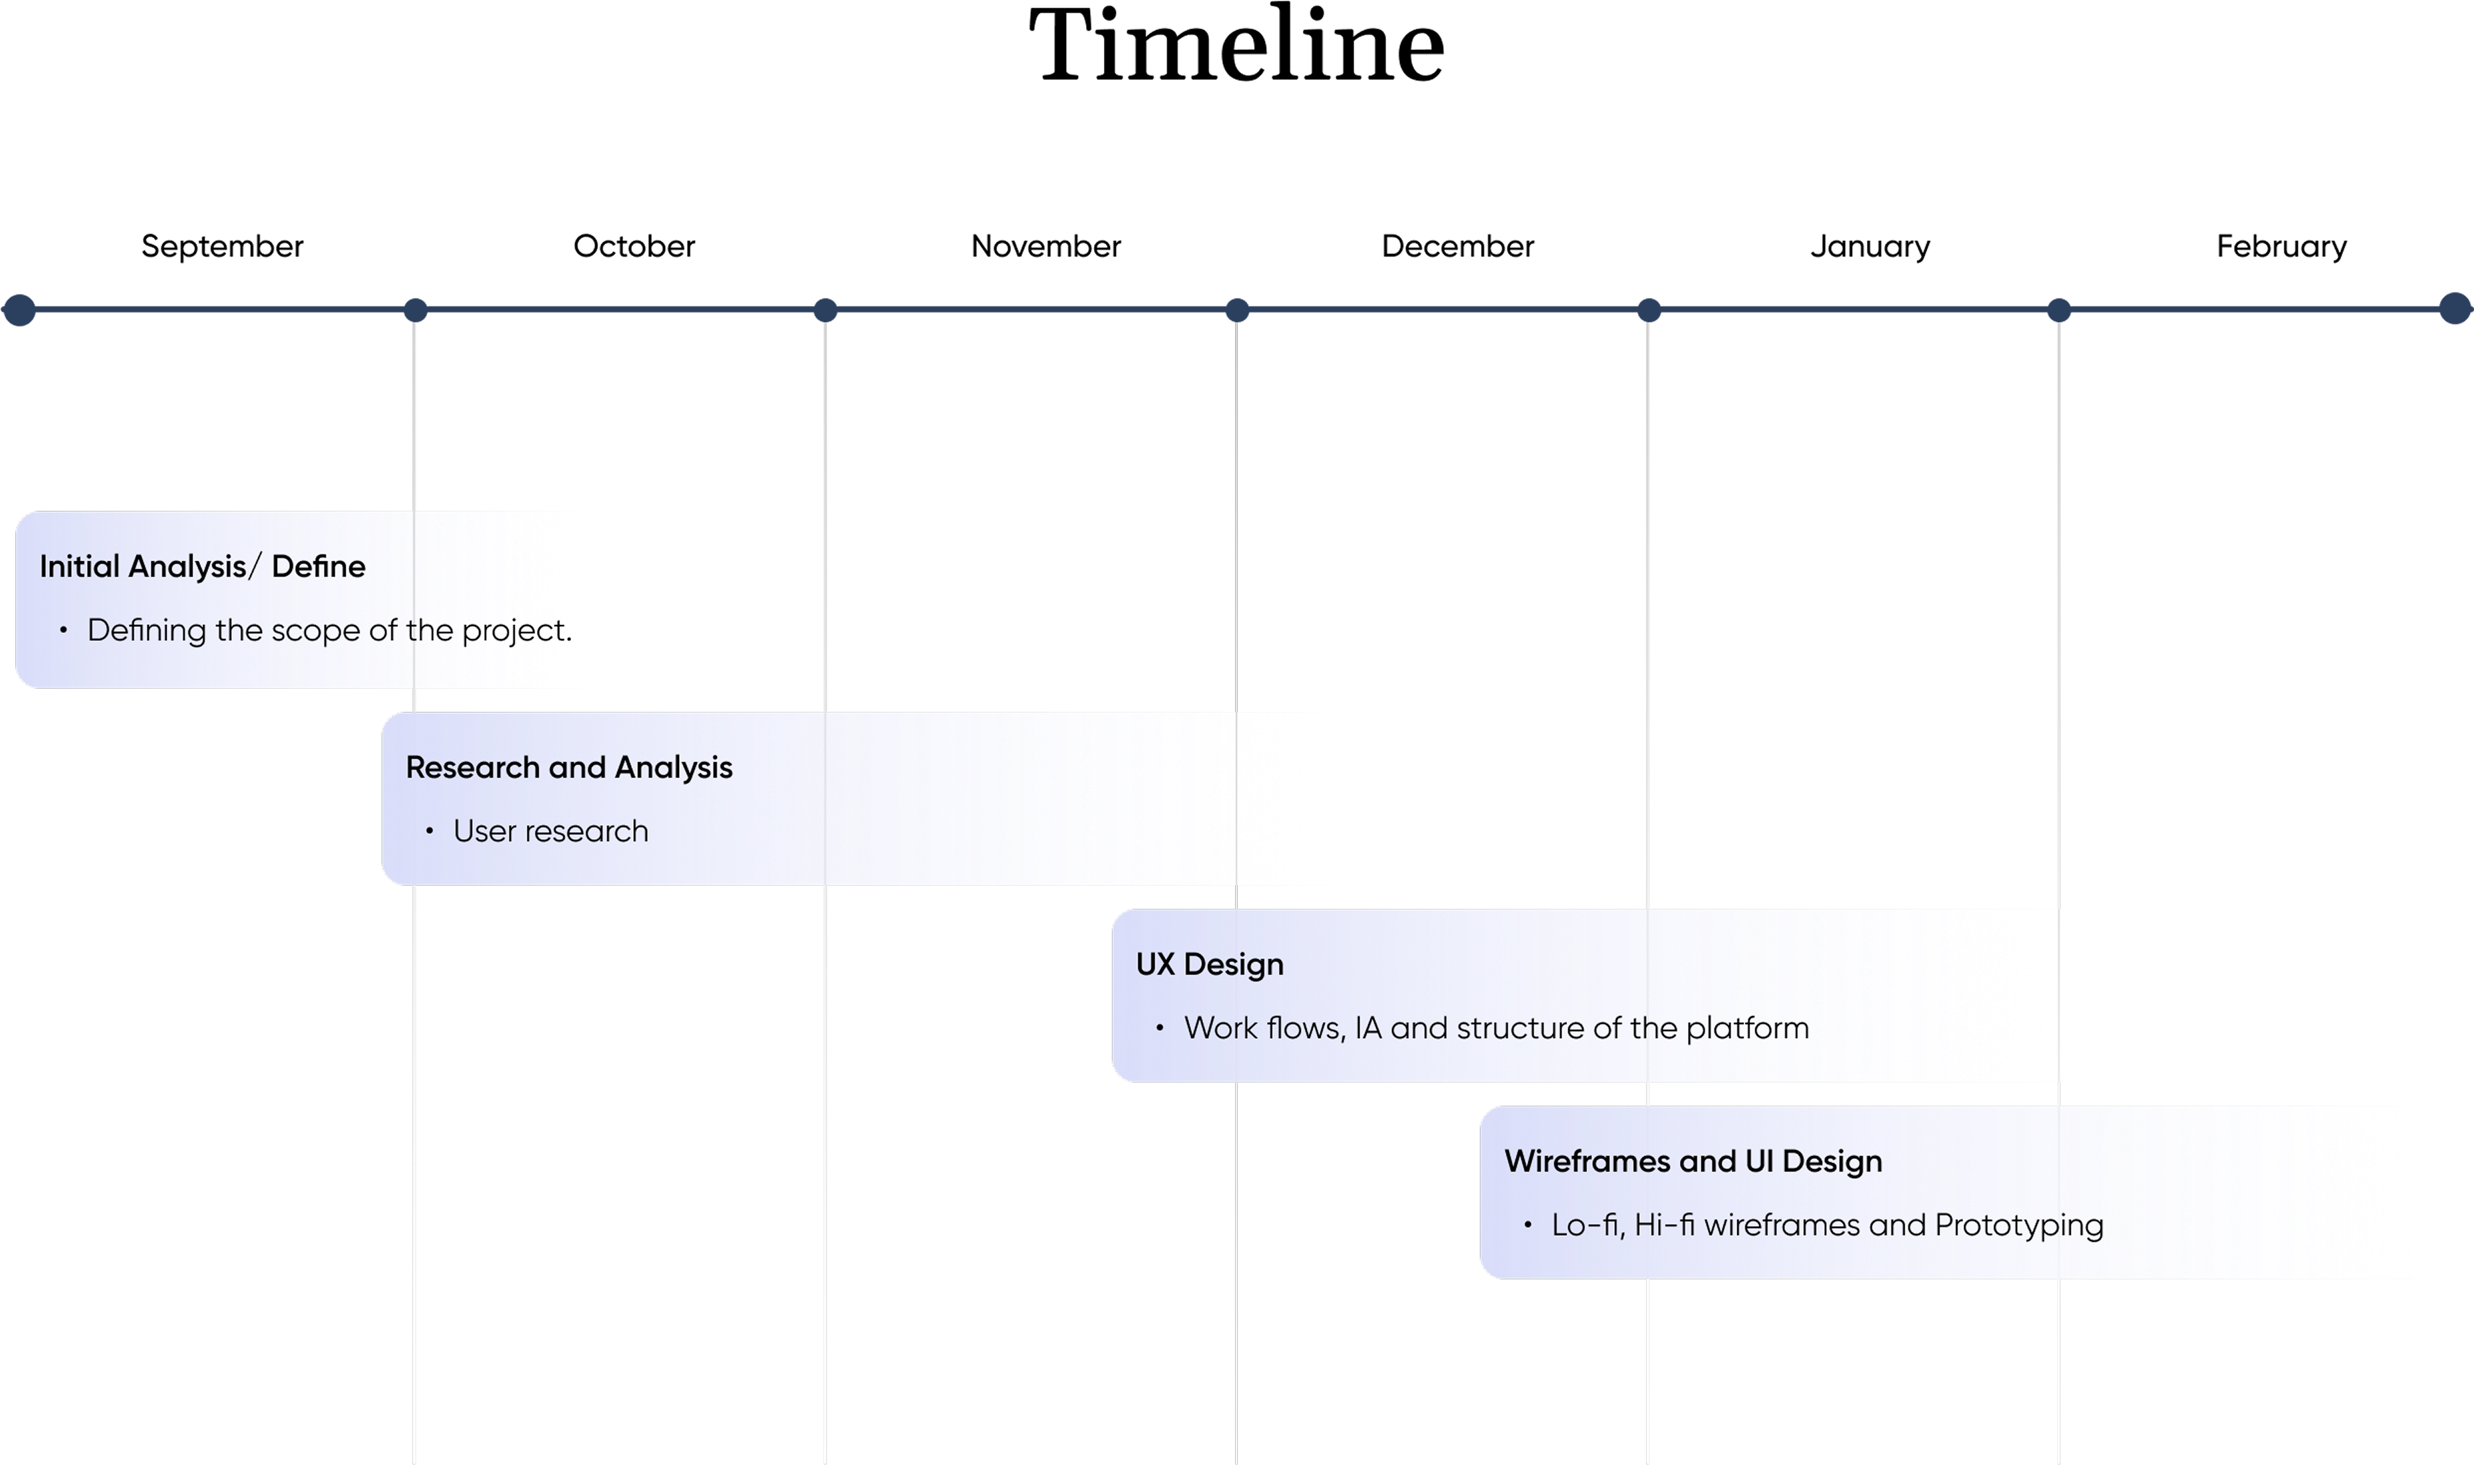 Timeline
September
October
November
December
January
February
Initial Analysis/ Define
• Defining the scope of the project.
Research and Analysis
• User research
UX Design
• Work flows, IA and structure of the platform
Wireframes and UI Design
• Lo-fi, Hi-fi wireframes and Prototyping